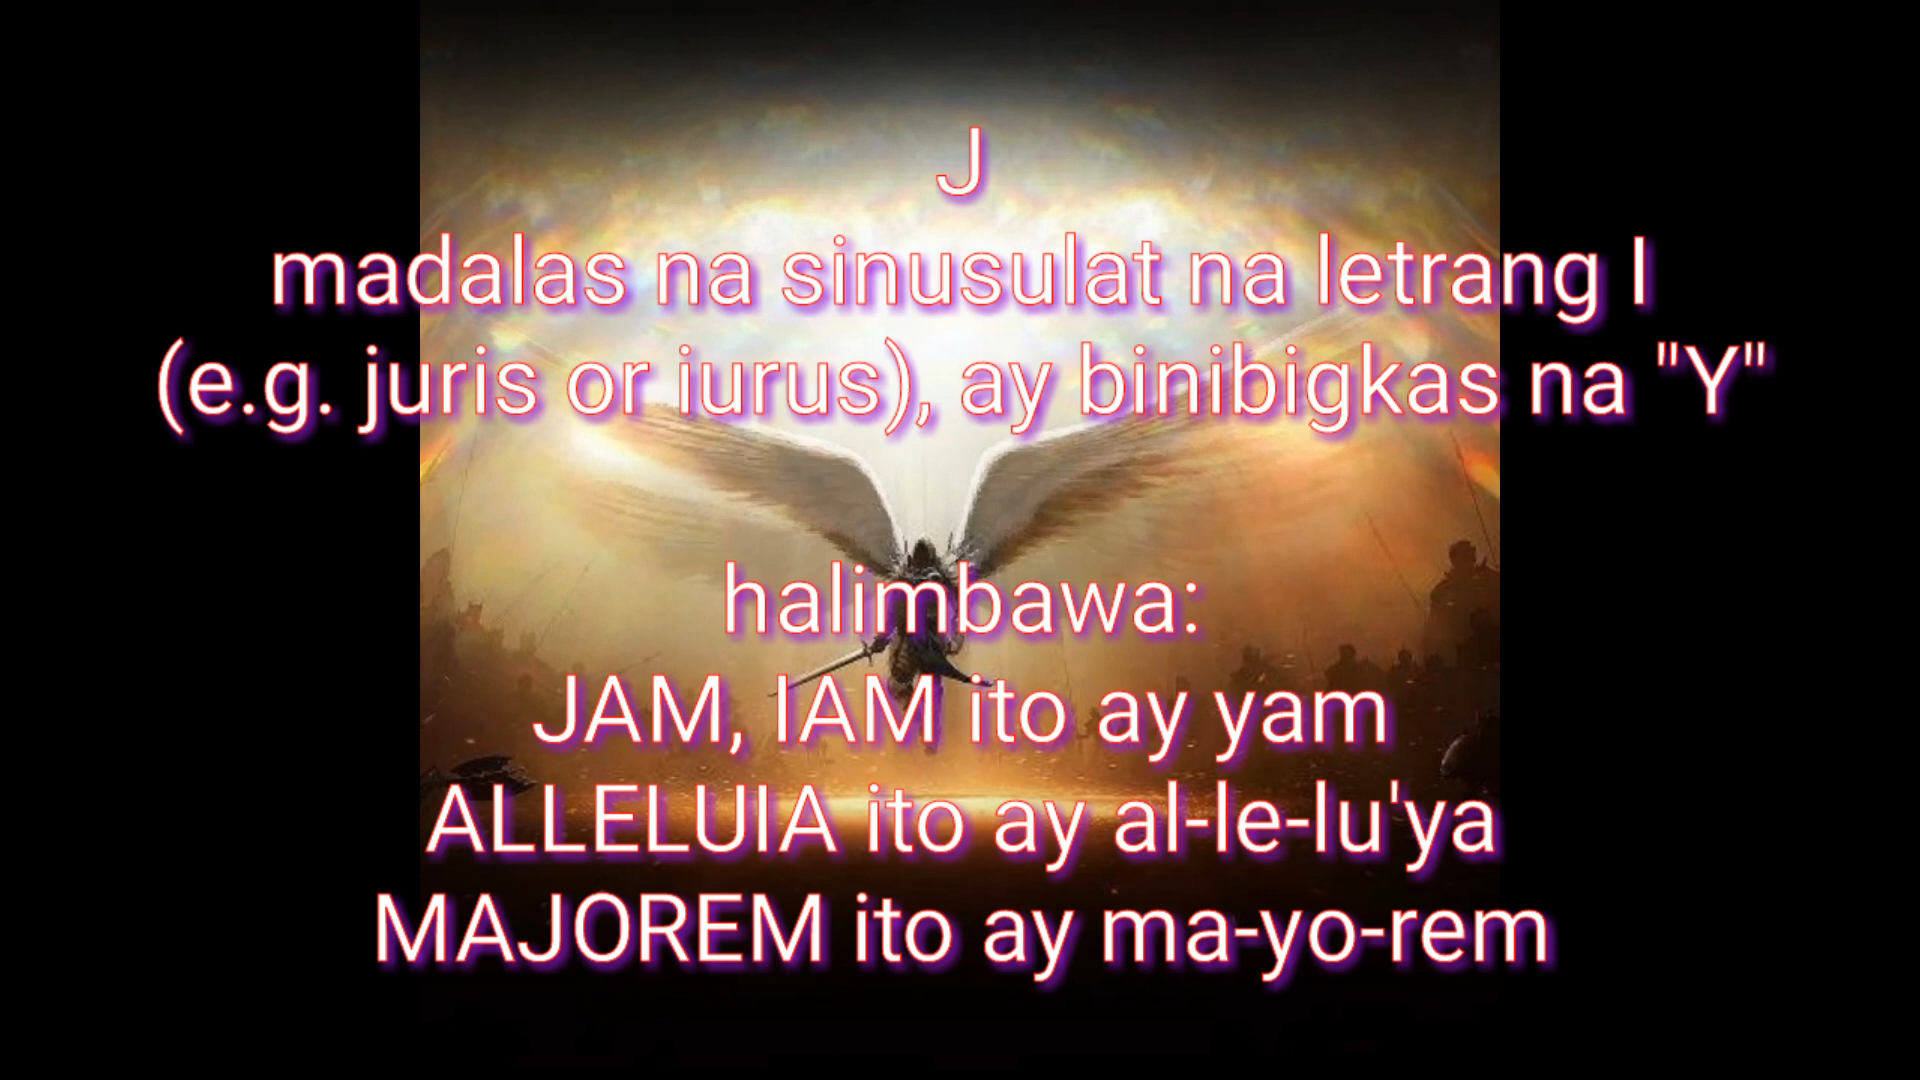 J
madalas na sinusulat na letrang I
(e.g. juris or iurus), ay binibigkas na "Y"
halimbawa:
JAM, IAM ito ay yam
ALLELUIA ito ay al-le-lu'ya
MAJOREM ito ay ma-yo-rem